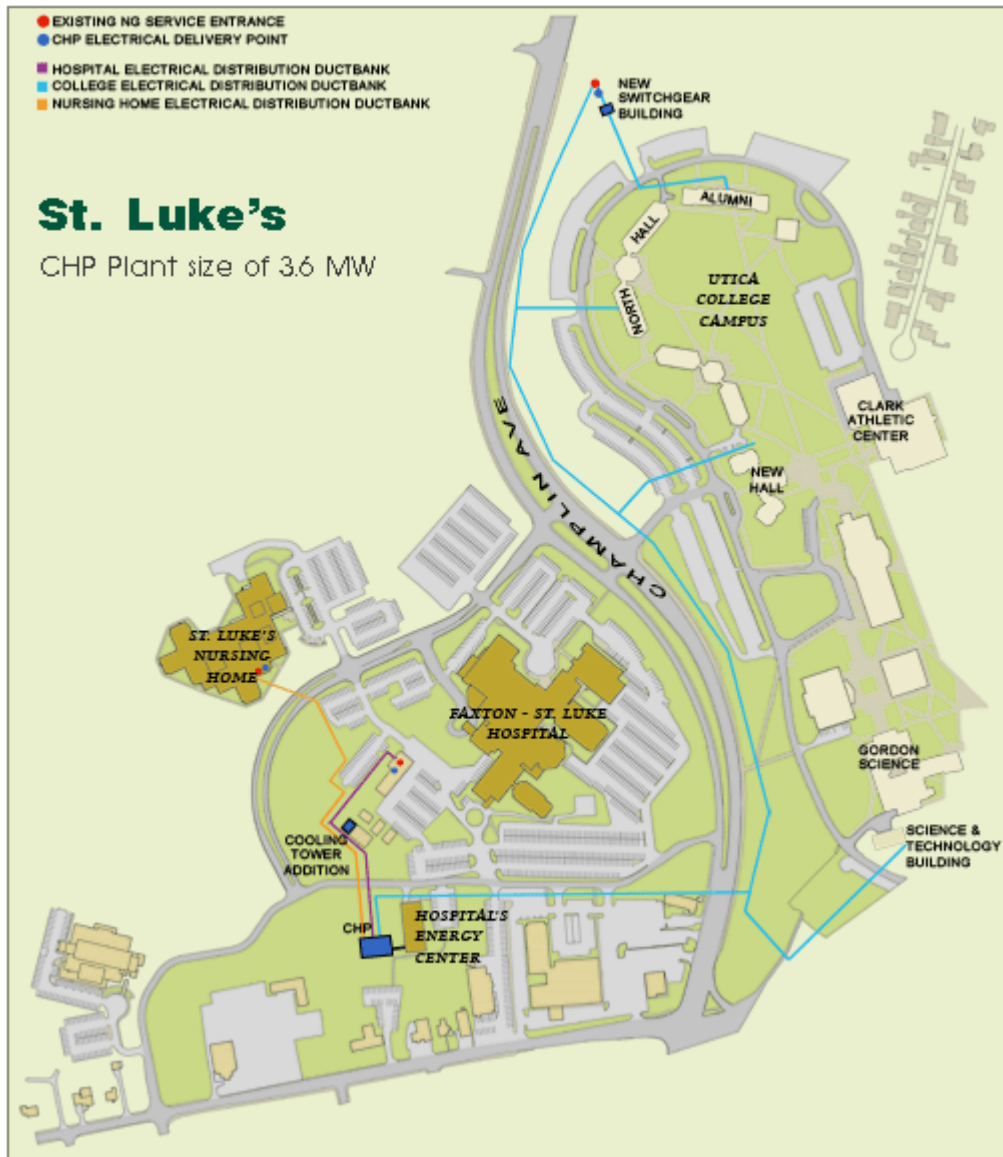 EXISTING NG SERVICE ENTRANCE
CHP ELECTRICAL DELIVERY POINT
HOSPITAL ELECTRICAL DISTRIBUTION DUCTBANK
COLLEGE ELECTRICAL DISTRIBUTION DUCTBANK
NURSING HOME ELECTRICAL DISTRIBUTION DUCTBANK
St. Luke's
CHP Plant size of 3.6 MW
NEW
SWITCHGEAR
BUILDING
ALUMNI
HALL
NORTH
UTICA
COLLEGE
CAMPUS
CLARK
ATHLETIC
CENTER
NEW
HALL
CHAMPLIN AVE
ST. LUKE'S
NURSING
HOME
FAXTON - ST. LUKE
HOSPITAL
GORDON
SCIENCE
SCIENCE &
TECHNOLOGY
BUILDING
COOLING
TOWER
ADDITION
CHP
HOSPITAL'S
ENERGY
CENTER